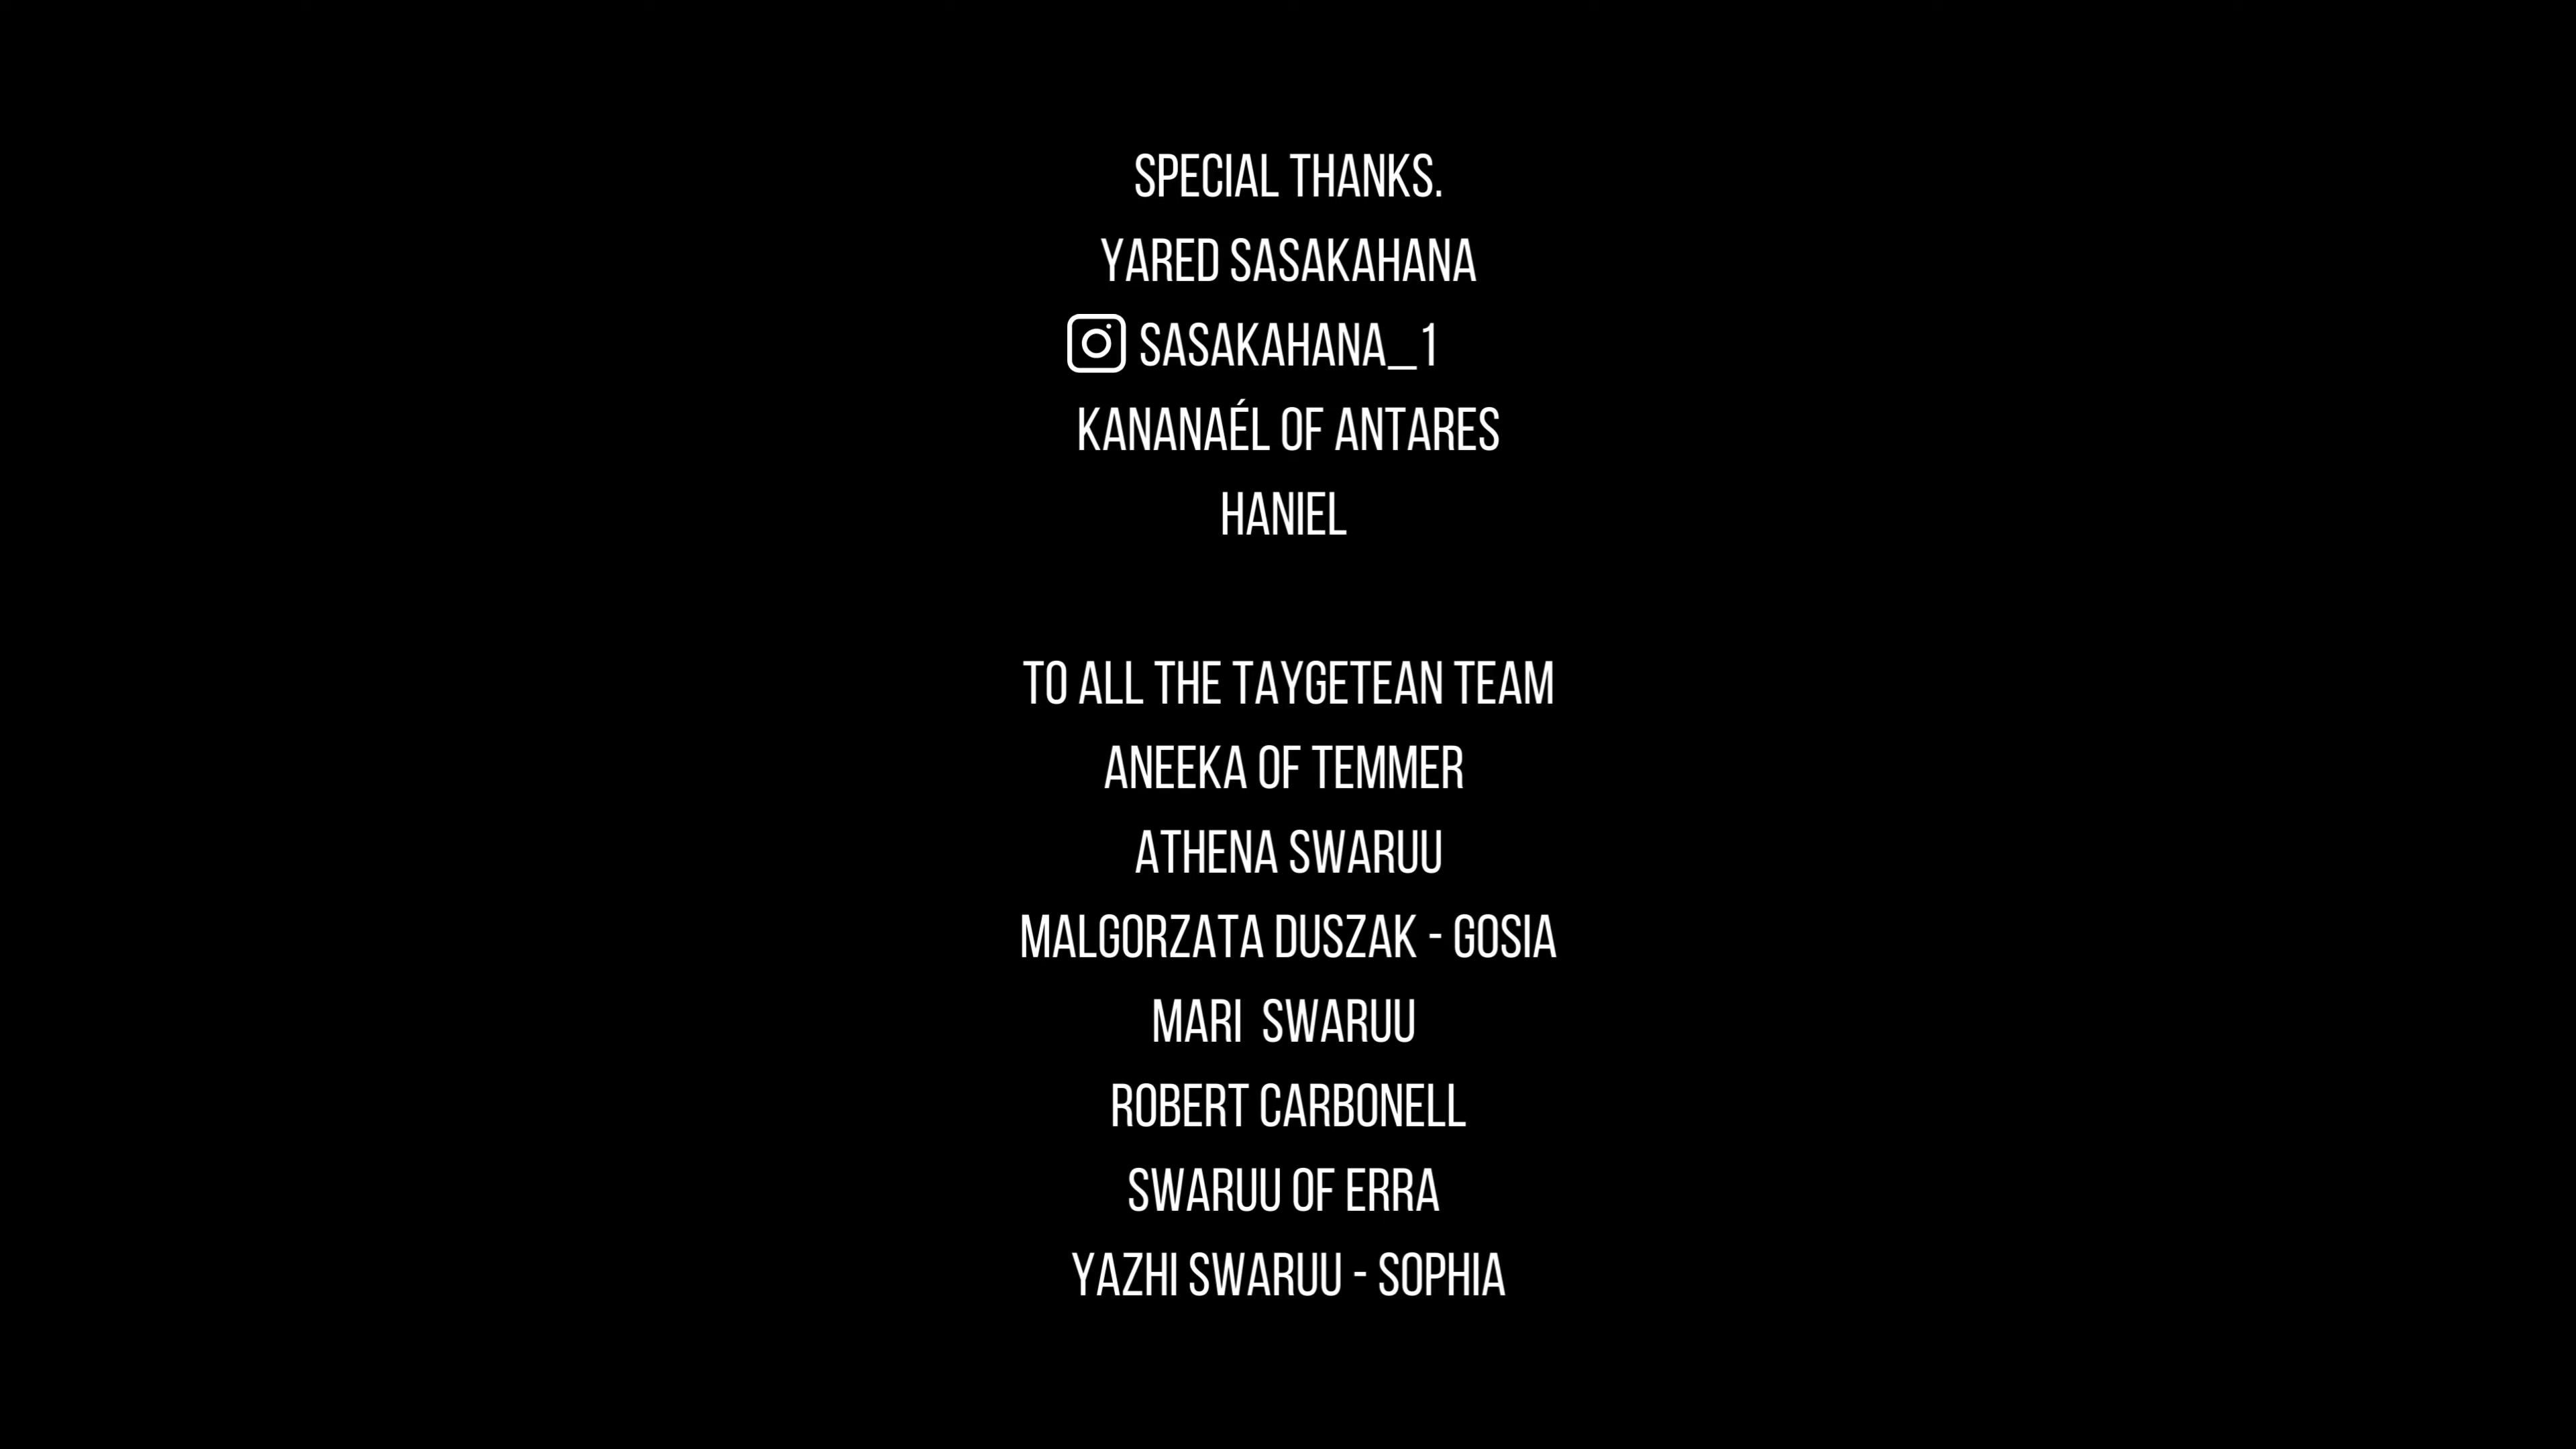 SPECIAL THANKS.
YARED SASAKAHANA
SASAKAHANA_1
KANANAÉL OF ANTARES
HANIEL
TO ALL THE TAYGETEAN TEAM
ANEEKA OF TEMMER
ATHENA SWARUU
MALGORZATA DUSZAK - GOSIA
MARI  SWARUU
ROBERT CARBONELL
SWARUU OF ERRA
YAZHI SWARUU - SOPHIA